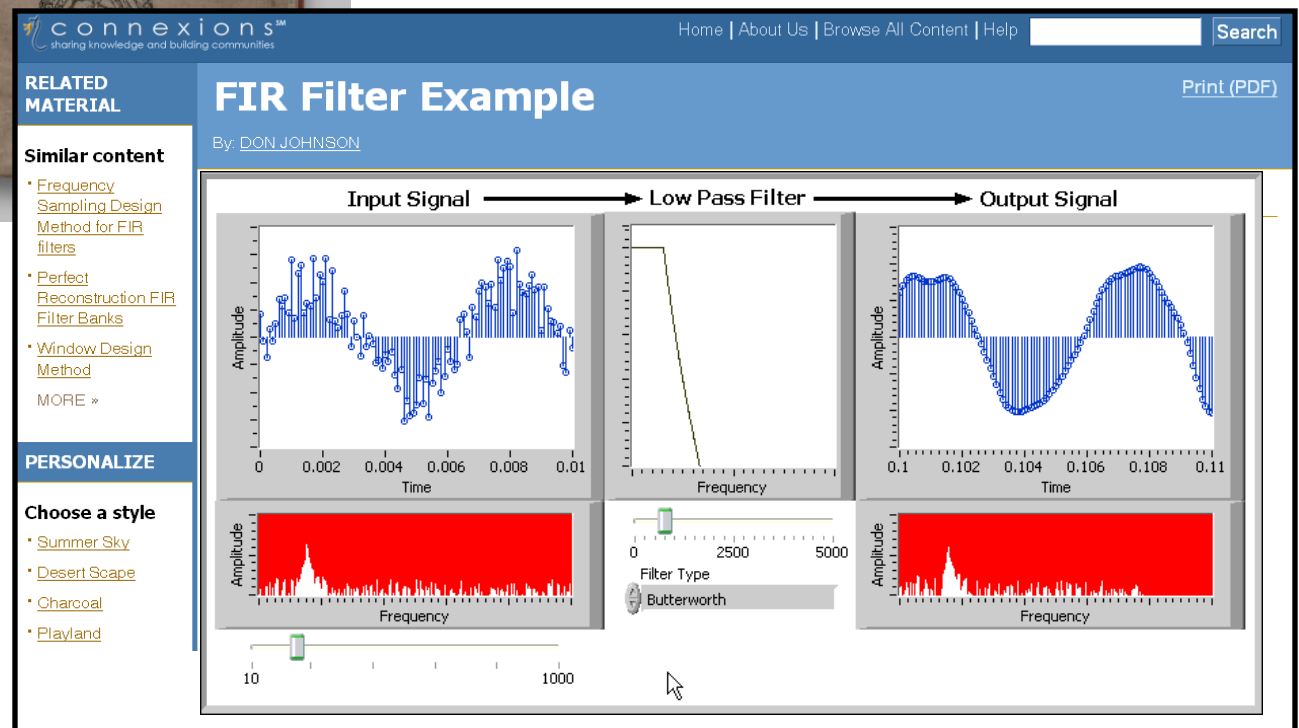 connexions℠
sharing knowledge and building communities
Home | About Us | Browse All Content | Help
Search
RELATED
MATERIAL
Similar content
• Frequency
Sampling Design
Method for FIR
filters
• Perfect
Reconstruction FIR
Filter Banks
• Window Design
Method
MORE »
PERSONALIZE
Choose a style
• Summer Sky
• Desert Scape
• Charcoal
• Playland
FIR Filter Example
Print (PDF)
By: DON JOHNSON
Input Signal
Low Pass Filter
Output Signal
Amplitude
0 0.002 0.004 0.006 0.008 0.01
Time
Frequency
Amplitude
0.1 0.102 0.104 0.106 0.108 0.11
Time
Amplitude
Frequency
10 1000
0 2500 5000
Filter Type
Butterworth
Amplitude
Frequency